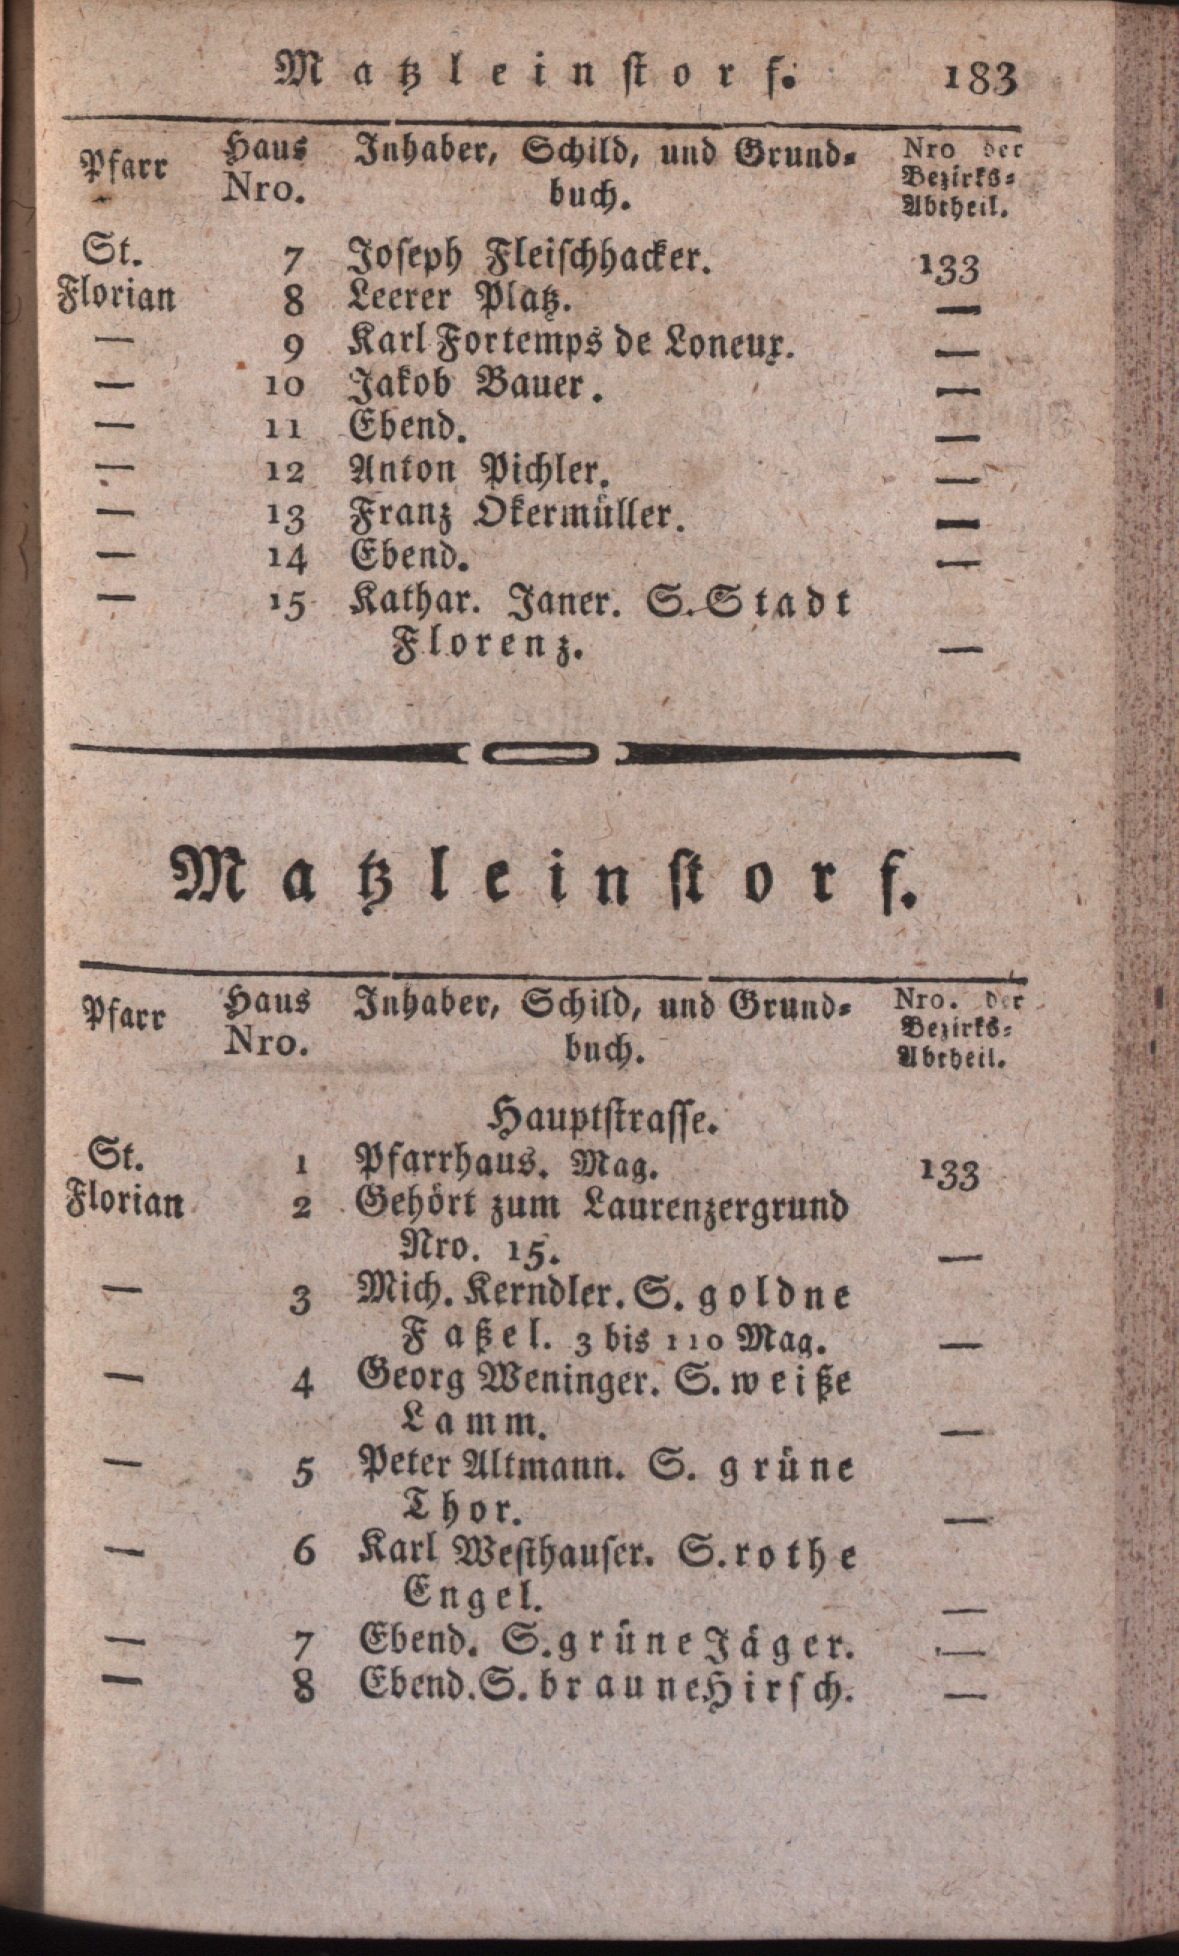 Matzleinstorf. 183
Pfarr Haus Nro. Inhaber, Schild, und Grund= Nro der Bezirks=
buch. Abtheil.
St. 7 Joseph Fleischhacker. 133
Florian 8 Leerer Platz. —
— 9 Karl Fortemps de Loneux. —
— 10 Jakob Bauer. —
— 11 Ebend. —
— 12 Anton Pichler. —
— 13 Franz Okermüller. —
— 14 Ebend. —
— 15 Kathar. Janer. S. Stadt
Florenz. —
Matzleinstorf.
Pfarr Haus Nro. Inhaber, Schild, und Grund= Nro. der Bezirks=
buch. Abtheil.
Hauptstrasse.
St. 1 Pfarrhaus. Mag. 133
Florian 2 Gehört zum Laurenzergrund
Nro. 15. —
— 3 Mich. Kerndler. S. goldne
Faßel. 3 bis 110 Mag. —
— 4 Georg Weninger. S. weiße
Lamm. —
— 5 Peter Altmann. S. grüne
Thor. —
— 6 Karl Westhauser. S. rothe
Engel. —
— 7 Ebend. S. grüne Jäger. —
— 8 Ebend. S. braune Hirsch. —